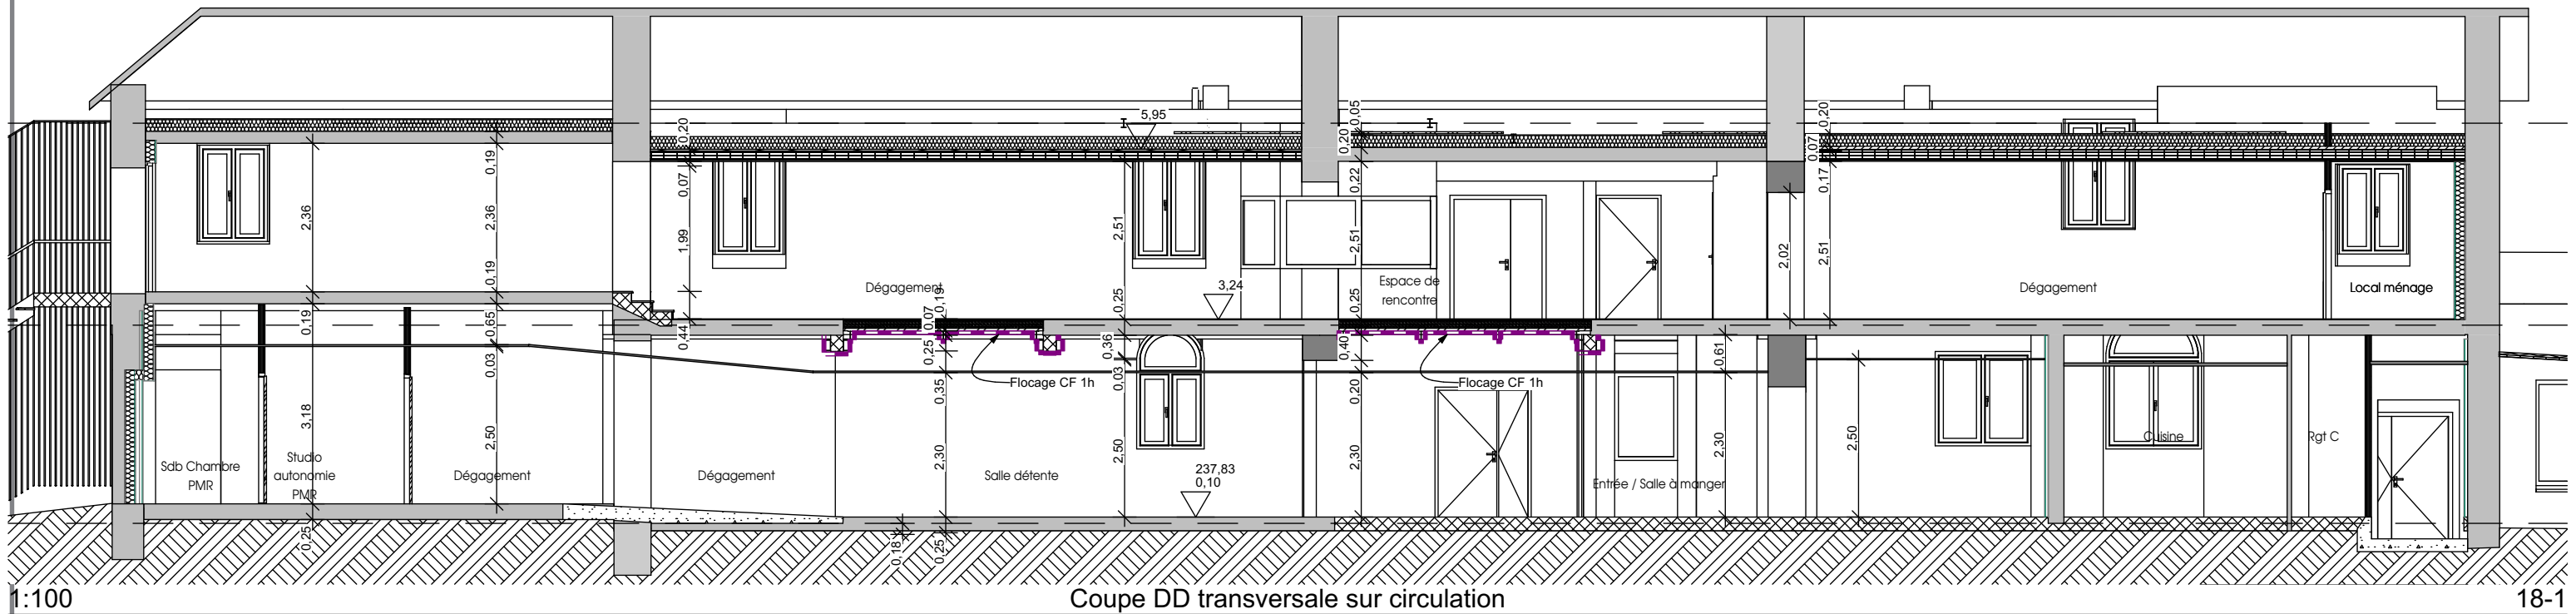 5,95
0,20
0,20
0,05
0,20
0,07
0,19
2,36
2,36
0,07
1,99
2,51
0,22
2,51
2,02
0,17
2,51
0,19
Dégagement
3,24
Espace de
rencontre
Dégagement
Local ménage
0,19
0,65
0,03
0,44
0,07
0,19
0,25
0,25
0,36
0,03
0,25
0,40
0,61
Flocage CF 1h
Flocage CF 1h
3,18
2,50
0,35
2,30
2,50
0,20
2,30
2,30
2,50
Sdb Chambre
PMR
Studio
autonomie
PMR
Dégagement
Dégagement
Salle détente
237,83
0,10
Entrée / Salle à manger
Cuisine
Rgt C
0,25
0,18
0,25
1:100
Coupe DD transversale sur circulation
18-1